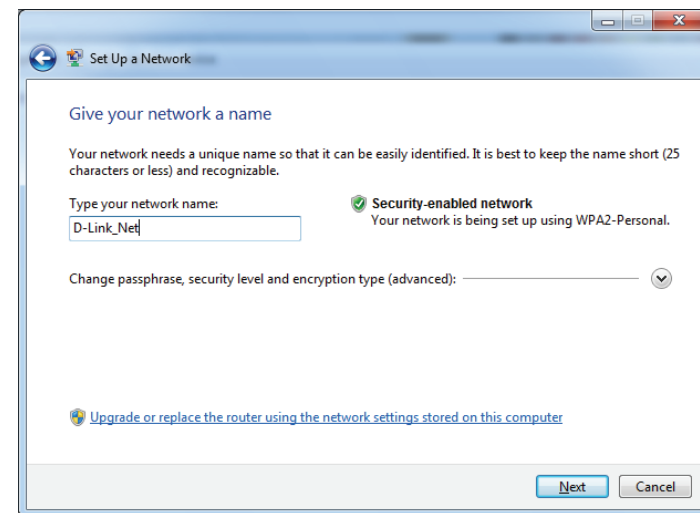 Set Up a Network
Give your network a name
Your network needs a unique name so that it can be easily identified. It is best to keep the name short (25
characters or less) and recognizable.
Type your network name:
D-Link_Net
Security-enabled network
Your network is being set up using WPA2-Personal.
Change passphrase, security level and encryption type (advanced):
Upgrade or replace the router using the network settings stored on this computer
Next
Cancel